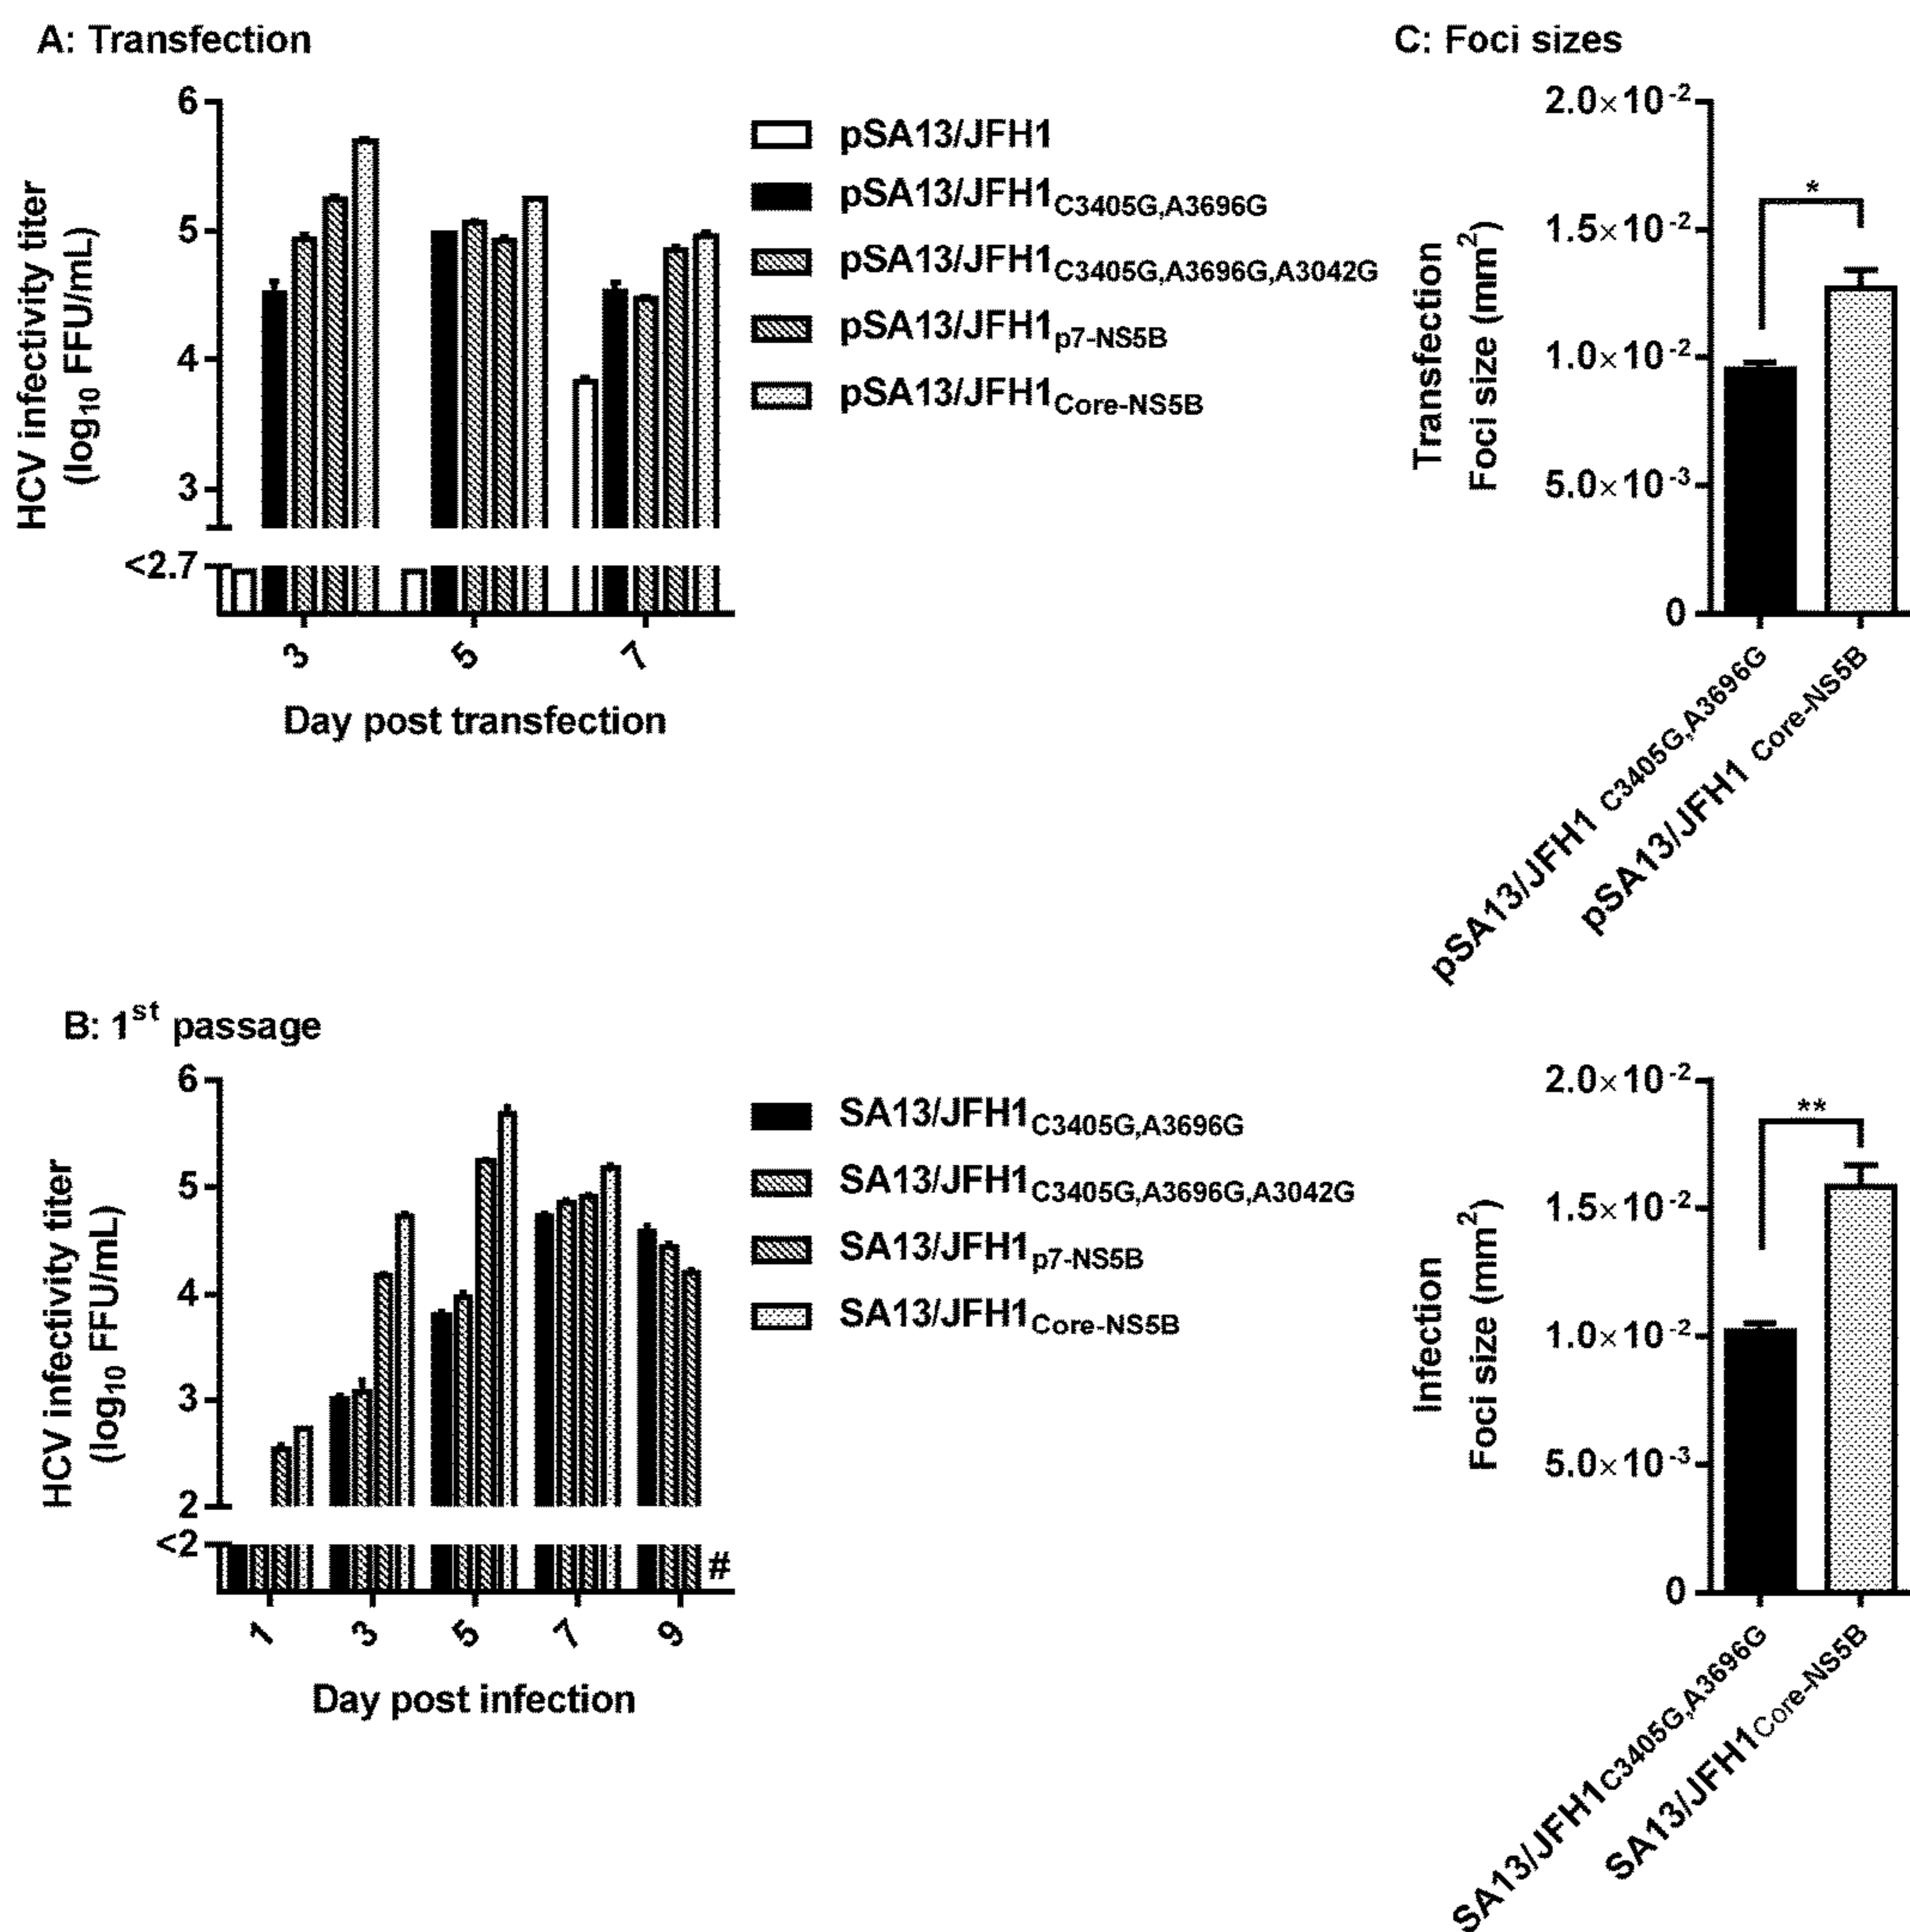 A: Transfection
HCV infectivity titer
(log10 FFU/mL)
6
5
4
3
<2.7
3
5
7
Day post transfection
pSA13/JFH1
pSA13/JFH1C3405G,A3696G
pSA13/JFH1C3405G,A3696G,A3042G
pSA13/JFH1p7-NS5B
pSA13/JFH1Core-NS5B
C: Foci sizes
Transfection
Foci size (mm2)
2.0×10-2
1.5×10-2
1.0×10-2
5.0×10-3
0
*
pSA13/JFH1 C3405G,A3696G
pSA13/JFH1 Core-NS5B
B: 1st passage
HCV infectivity titer
(log10 FFU/mL)
6
5
4
3
2
<2
#
1
3
5
7
9
Day post infection
SA13/JFH1C3405G,A3696G
SA13/JFH1C3405G,A3696G,A3042G
SA13/JFH1p7-NS5B
SA13/JFH1Core-NS5B
Infection
Foci size (mm2)
2.0×10-2
1.5×10-2
1.0×10-2
5.0×10-3
0
**
SA13/JFH1C3405G,A3696G
SA13/JFH1Core-NS5B